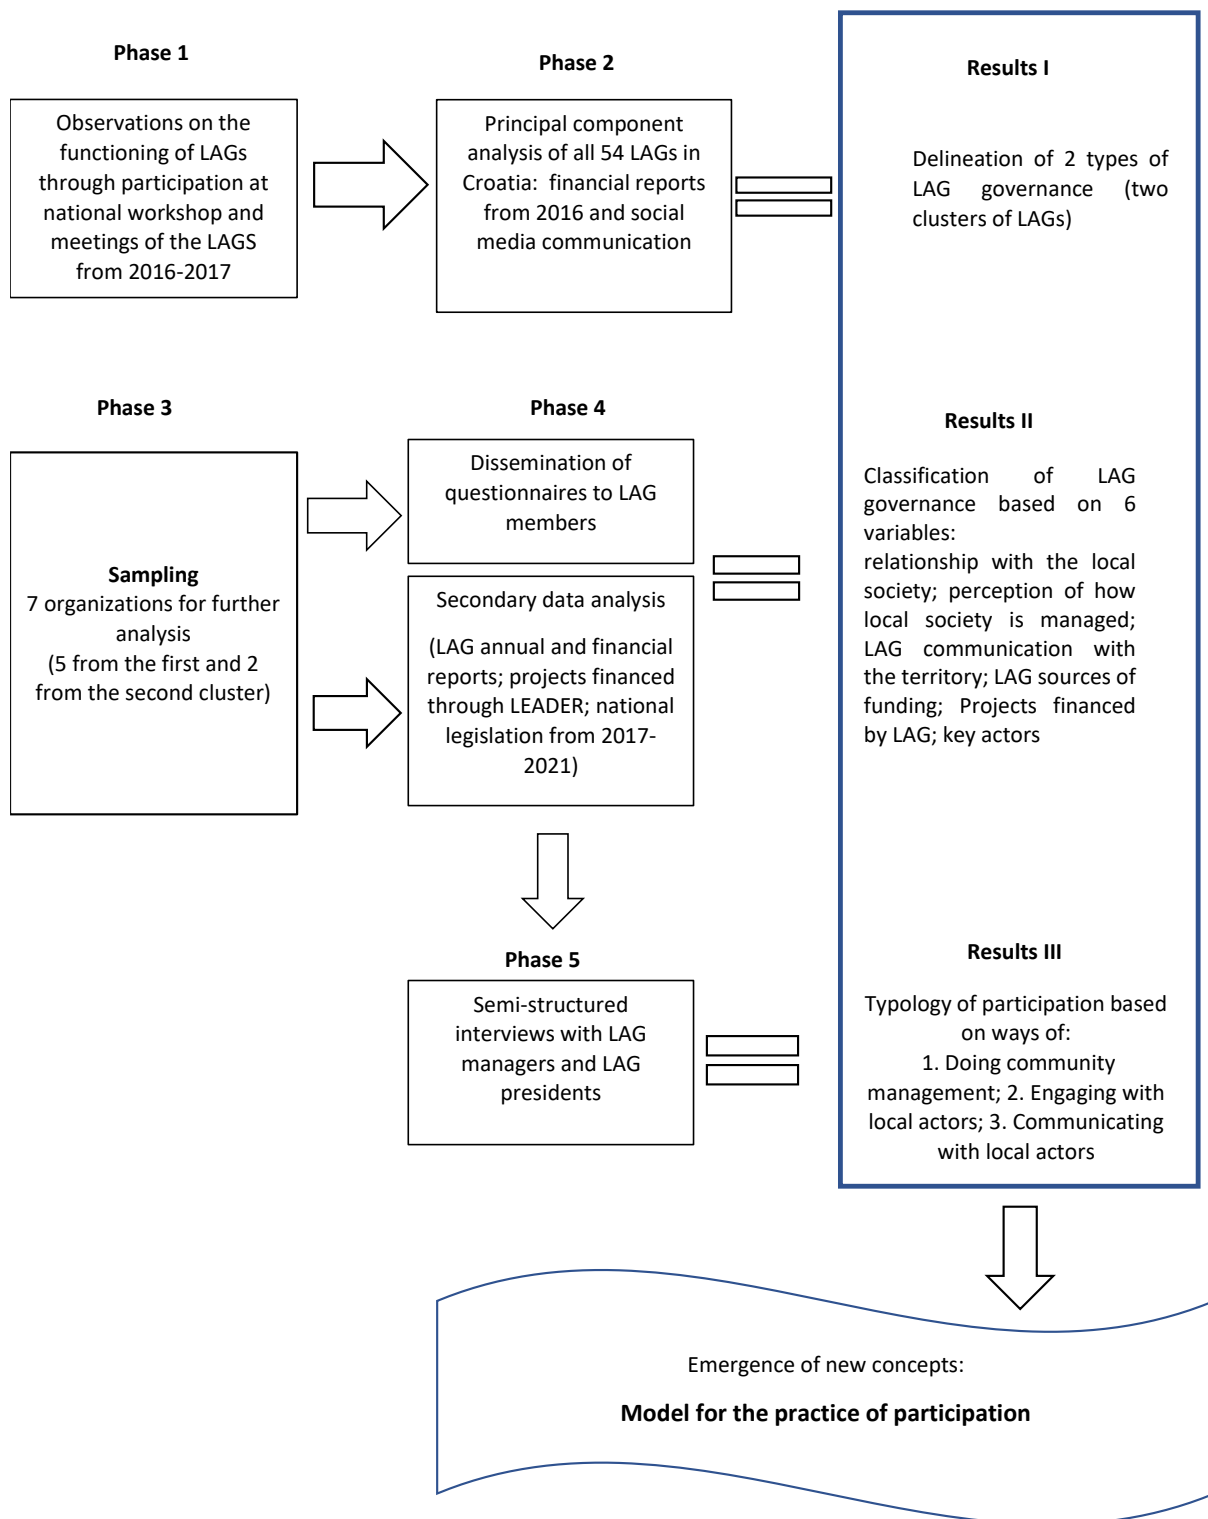 Phase 1
Observations on the
functioning of LAGs
through participation at
national workshop and
meetings of the LAGS
from 2016-2017
Phase 2
Principal component
analysis of all 54 LAGs in
Croatia:  financial reports
from 2016 and social
media communication
Results I
Delineation of 2 types of
LAG governance (two
clusters of LAGs)
Phase 3
Sampling
7 organizations for further
analysis
(5 from the first and 2
from the second cluster)
Phase 4
Dissemination of
questionnaires to LAG
members
Secondary data analysis
(LAG annual and financial
reports; projects financed
through LEADER; national
legislation from 2017-
2021)
Results II
Classification of LAG
governance based on 6
variables:
relationship with the local
society; perception of how
local society is managed;
LAG communication with
the territory; LAG sources of
funding; Projects financed
by LAG; key actors
Phase 5
Semi-structured
interviews with LAG
managers and LAG
presidents
Results III
Typology of participation based
on ways of:
1. Doing community
management; 2. Engaging with
local actors; 3. Communicating
with local actors
Emergence of new concepts:
Model for the practice of participation